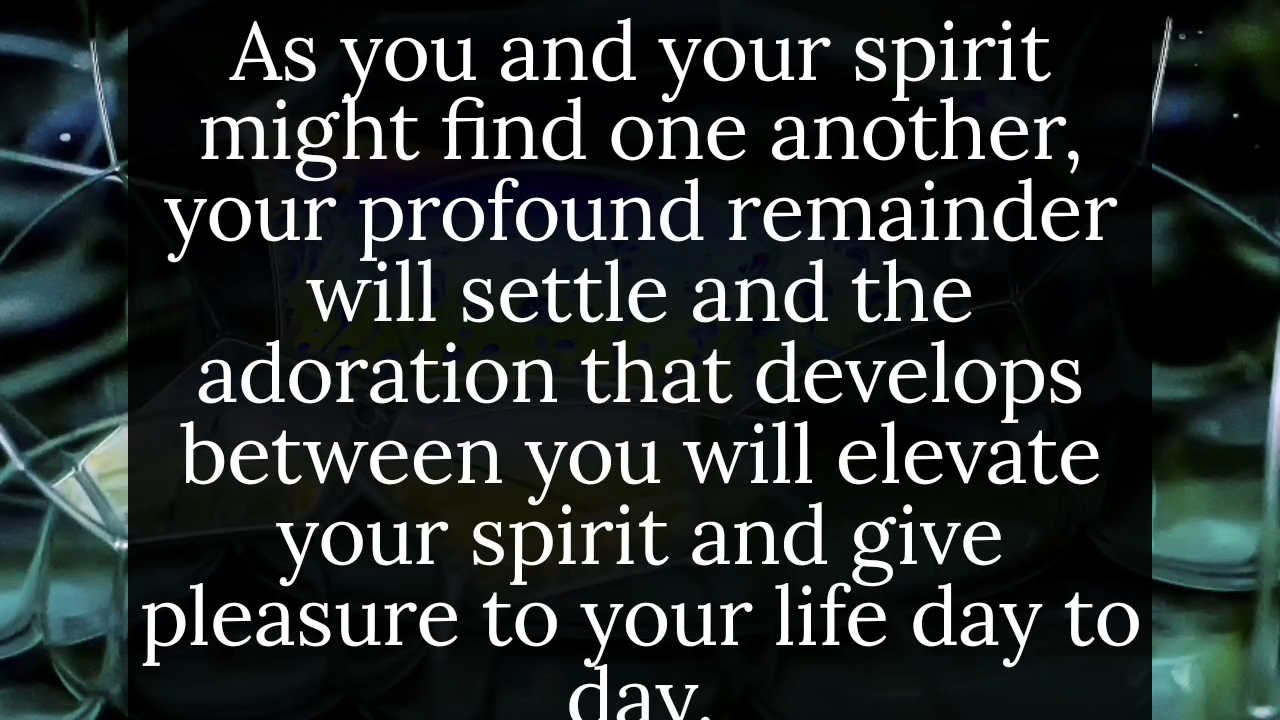 As you and your spirit
might find one another,
your profound remainder
will settle and the
adoration that develops
between you will elevate
your spirit and give
pleasure to your life day to
day.